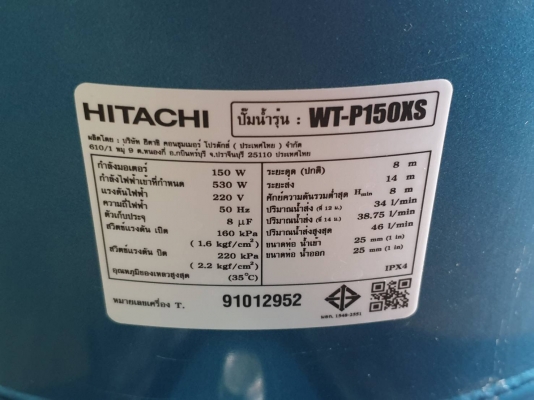 HITACHI
ปั๊มน้ำรุ่น : WT-P150XS
ผลิตโดย : บริษัท ฮิตาชิ คอนซูมเมอร์ โปรดักส์ (ประเทศไทย) จำกัด
610/1 หมู่ 9 ต.หนองกี่ อ.กบินทร์บุรี จ.ปราจีนบุรี 25110 ประเทศไทย
กำลังมอเตอร์ 150 W
กำลังไฟฟ้าเข้าที่กำหนด 530 W
แรงดันไฟฟ้า 220 V
ความถี่ไฟฟ้า 50 Hz
ตัวเก็บประจุ 8 µF
สวิตช์แรงดัน เปิด 160 kPa
( 1.6 kgf/cm²)
สวิตช์แรงดัน ปิด 220 kPa
( 2.2 kgf/cm²)
อุณหภูมิของเหลวสูงสุด (35°C)
ระยะดูด (ปกติ) 8 m
ระยะส่ง 14 m
ศักย์ความดันรวมต่ำสุด Hmin 8 m
ปริมาณน้ำส่ง (ที่ 12 ม.) 34 l/min
ปริมาณน้ำส่ง (ที่ 14 ม.) 38.75 l/min
ปริมาณน้ำส่งสูงสุด 46 l/min
ขนาดท่อ น้ำเข้า 25 mm (1 in)
ขนาดท่อ น้ำออก 25 mm (1 in)
IPX4
หมายเลขเครื่อง T. 91012952
มอก. 1548-2551